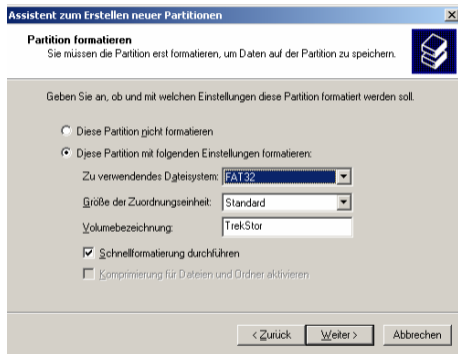 Assistent zum Erstellen neuer Partitionen
Partition formatieren
Sie müssen die Partition erst formatieren, um Daten auf der Partition zu speichern.
Geben Sie an, ob und mit welchen Einstellungen diese Partition formatiert werden soll.
Diese Partition nicht formatieren
Diese Partition mit folgenden Einstellungen formatieren:
Zu verwendendes Dateisystem: FAT32
Größe der Zuordnungseinheit: Standard
Volumebezeichnung: TrekStor
Schnellformatierung durchführen
Komprimierung für Dateien und Ordner aktivieren
< Zurück Weiter > Abbrechen